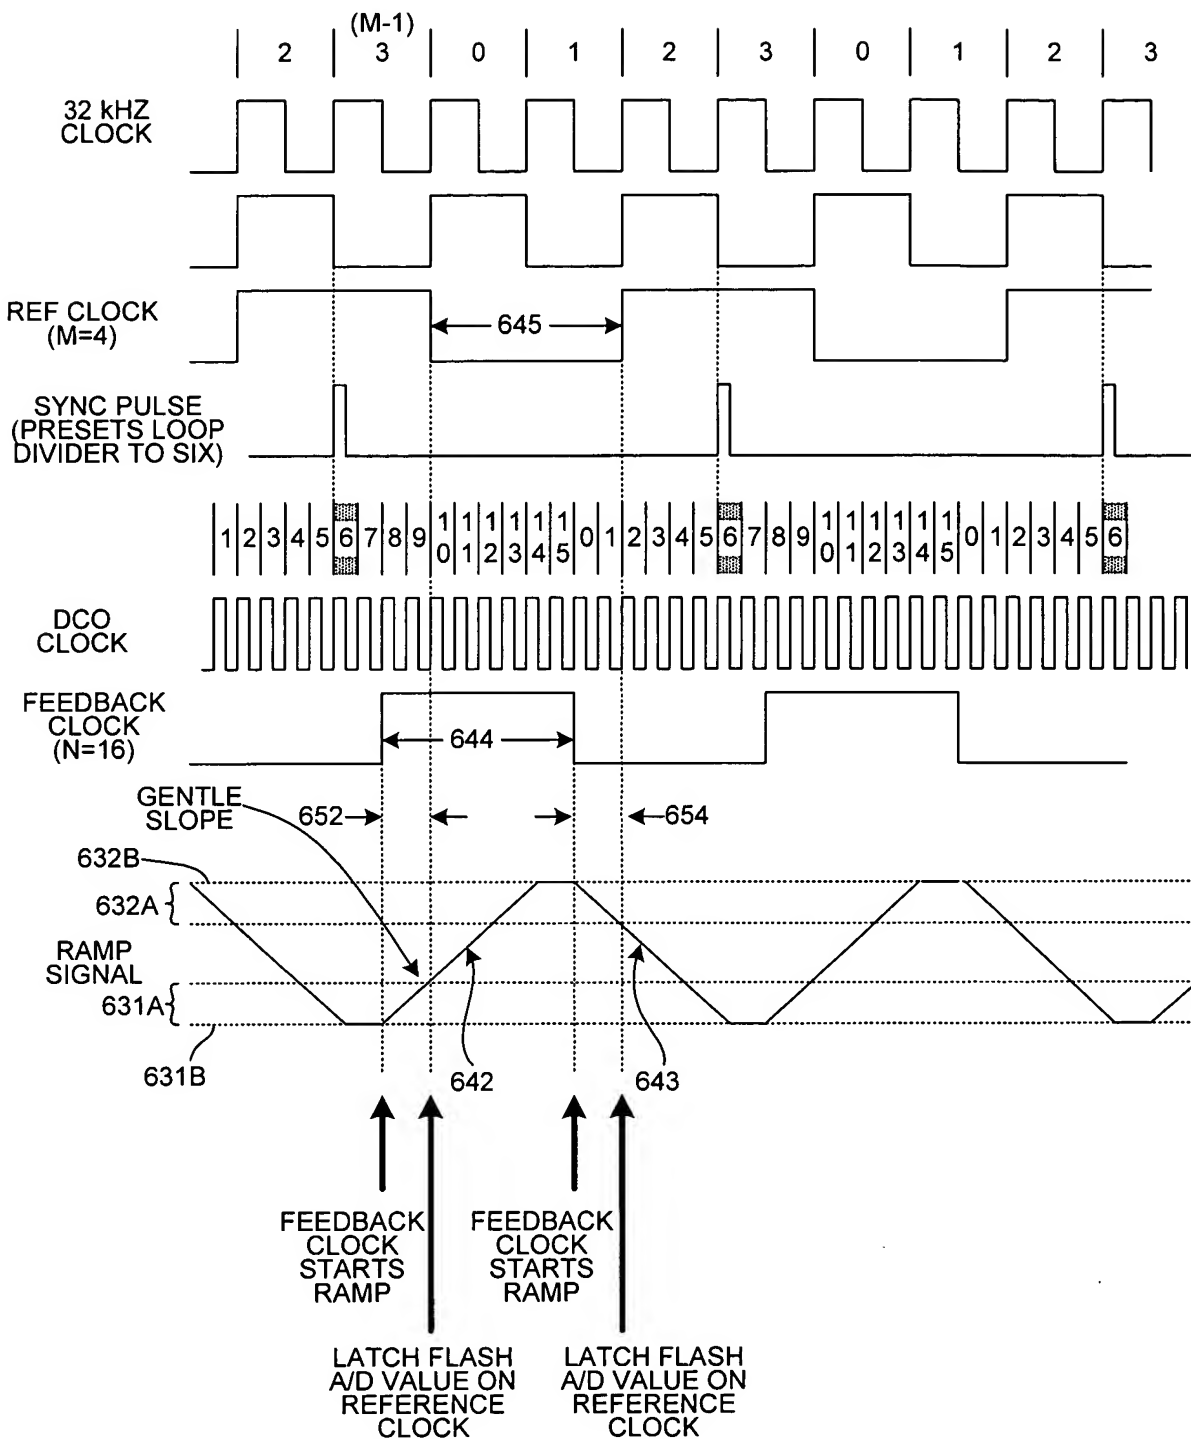 (M-1)
2 3 0 1 2 3 0 1 2 3
32 kHZ
CLOCK
REF CLOCK
(M=4)
645
SYNC PULSE
(PRESETS LOOP
DIVIDER TO SIX)
1 2 3 4 5 6 7 8 9 10 11 12 13 14 15 0 1 2 3 4 5 6 7 8 9 10 11 12 13 14 15 0 1 2 3 4 5 6
DCO
CLOCK
FEEDBACK
CLOCK
(N=16)
644
GENTLE
SLOPE
652
654
632B
632A
RAMP
SIGNAL
631A
631B
642
643
FEEDBACK
CLOCK
STARTS
RAMP
FEEDBACK
CLOCK
STARTS
RAMP
LATCH FLASH
A/D VALUE ON
REFERENCE
CLOCK
LATCH FLASH
A/D VALUE ON
REFERENCE
CLOCK